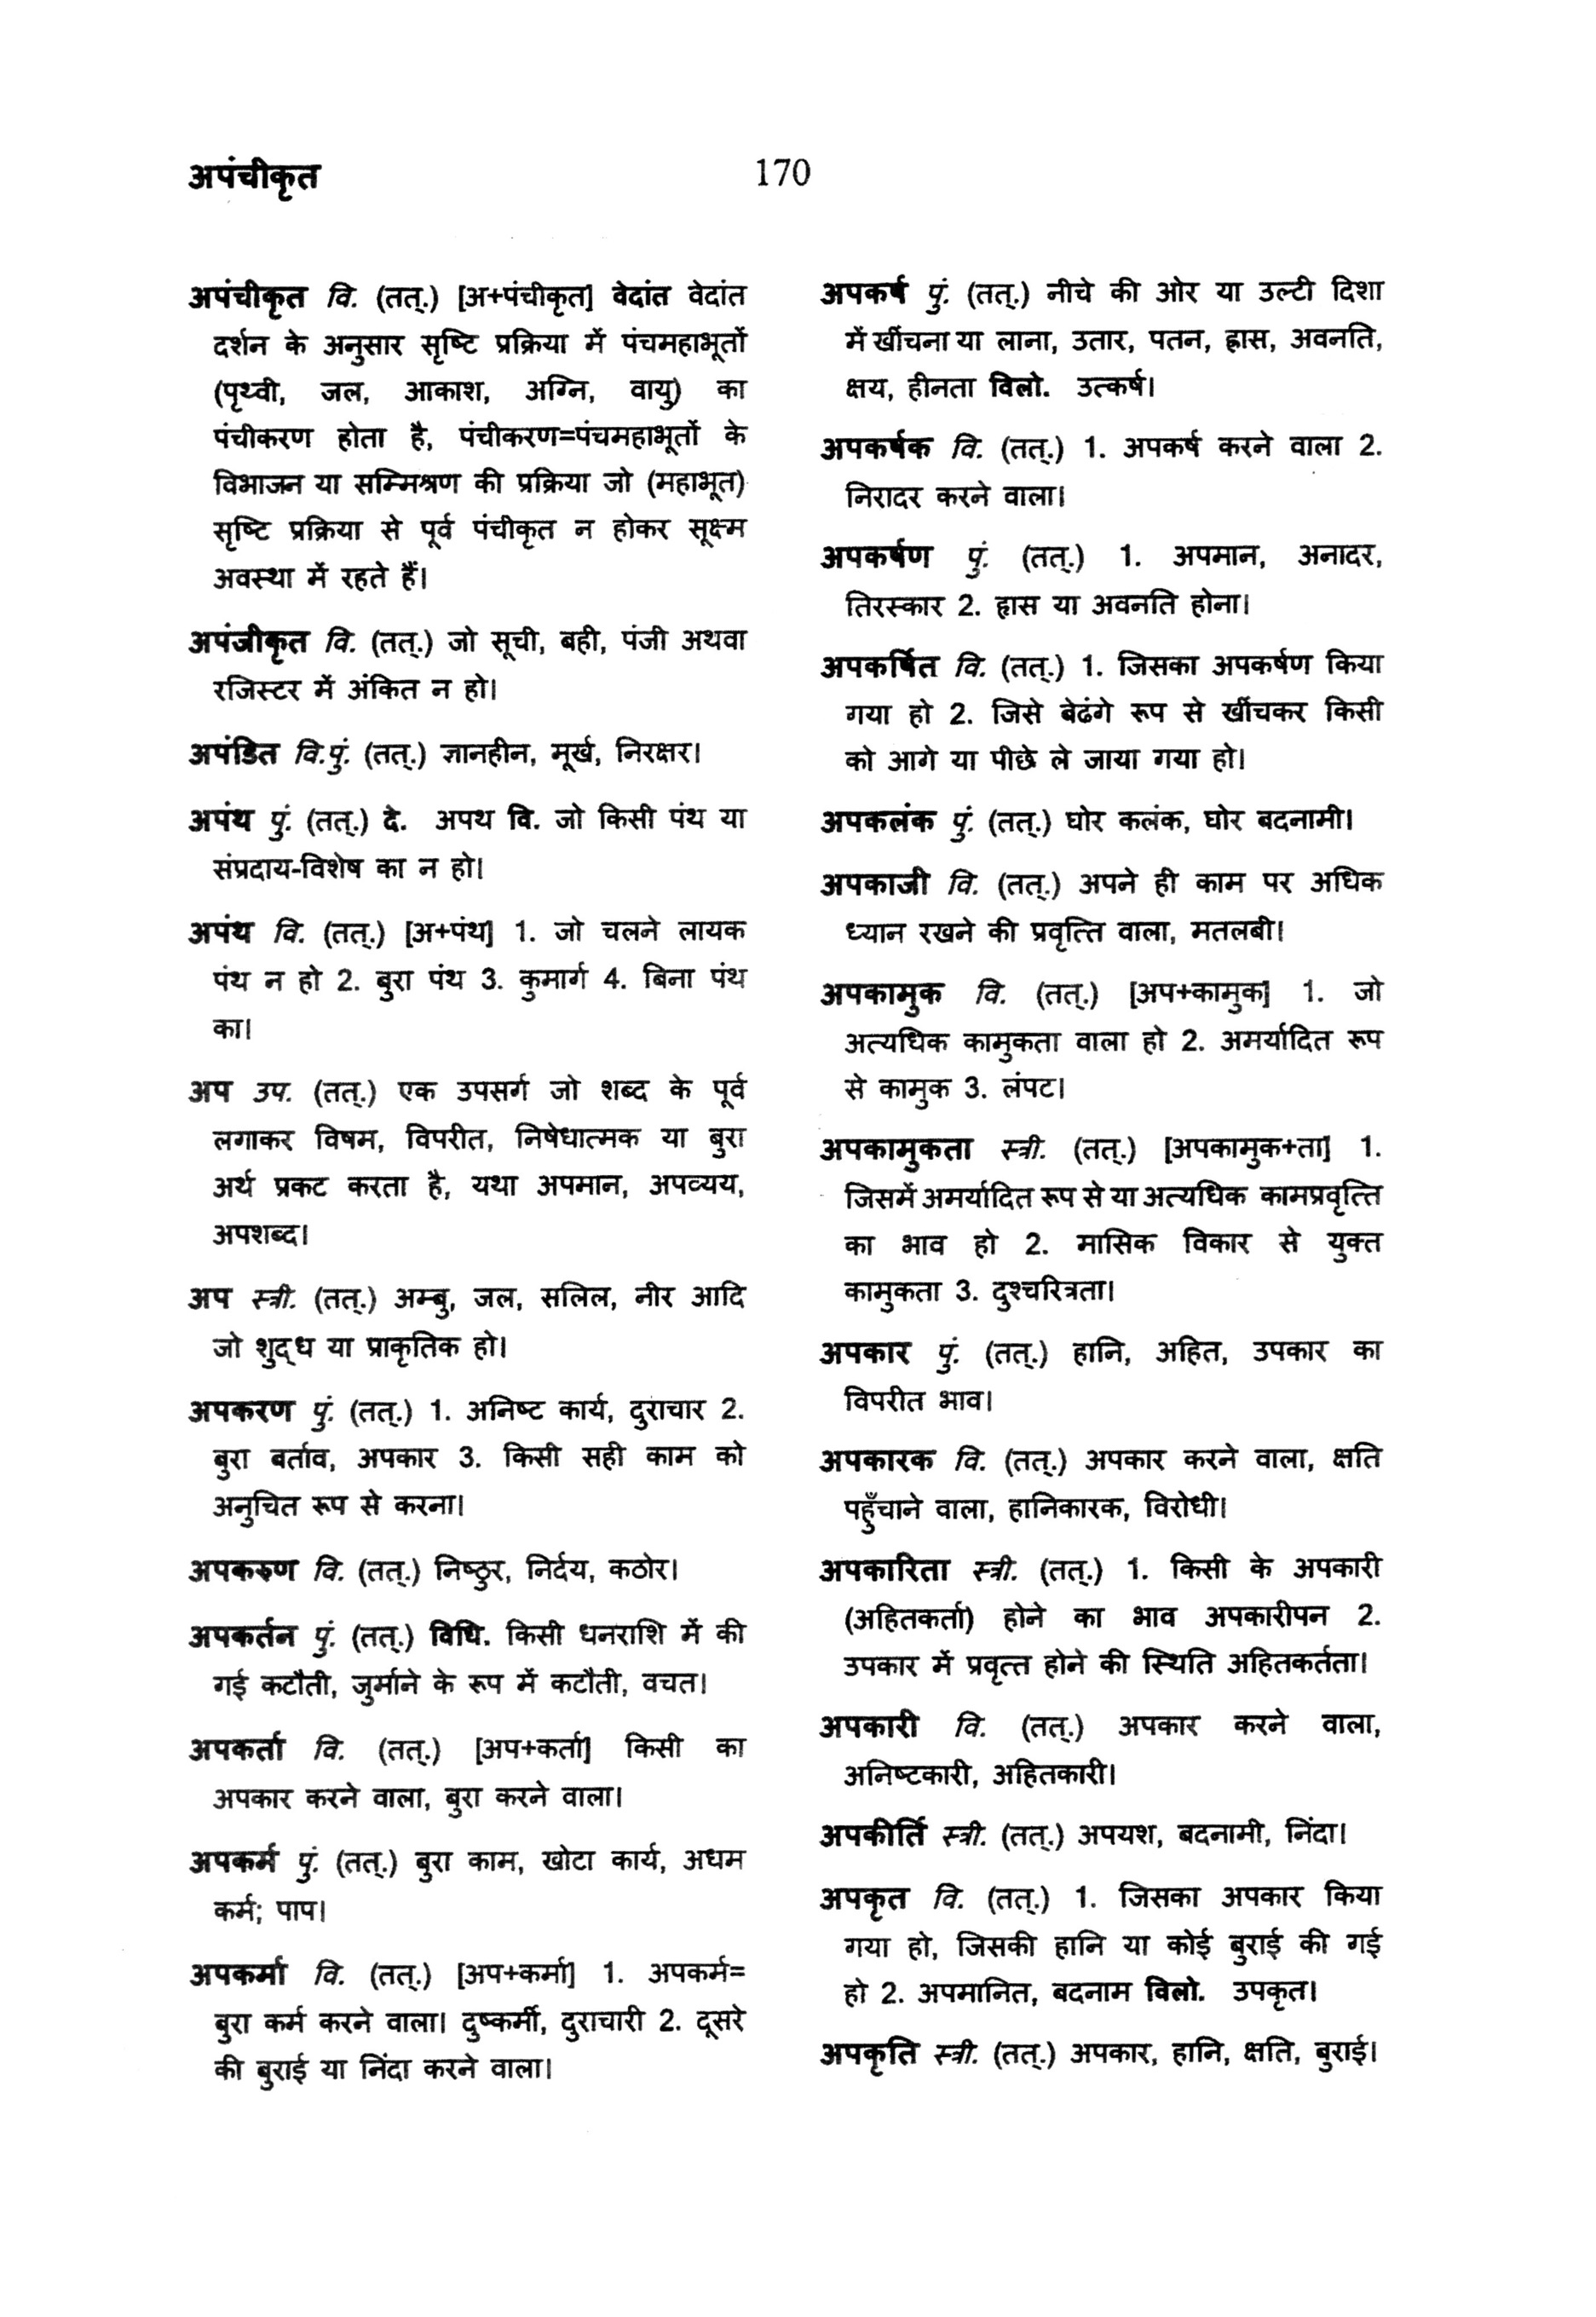 अपंचीकृत
170
अपंचीकृत वि. (तत्.) [अ+पंचीकृत] वेदांत वेदांत
दर्शन के अनुसार सृष्टि प्रक्रिया में पंचमहाभूतों
(पृथ्वी, जल, आकाश, अग्नि, वायु) का
पंचीकरण होता है, पंचीकरण=पंचमहाभूतों के
विभाजन या सम्मिश्रण की प्रक्रिया जो (महाभूत)
सृष्टि प्रक्रिया से पूर्व पंचीकृत न होकर सूक्ष्म
अवस्था में रहते हैं।
अपंजीकृत वि. (तत्.) जो सूची, बही, पंजी अथवा
रजिस्टर में अंकित न हो।
अपंडित वि.पुं. (तत्.) ज्ञानहीन, मूर्ख, निरक्षर।
अपंथ पुं. (तत्.) दे. अपथ वि. जो किसी पंथ या
संप्रदाय-विशेष का न हो।
अपंथ वि. (तत्.) [अ+पंथ] 1. जो चलने लायक
पंथ न हो 2. बुरा पंथ 3. कुमार्ग 4. बिना पंथ
का।
अप उप. (तत्.) एक उपसर्ग जो शब्द के पूर्व
लगाकर विषम, विपरीत, निषेधात्मक या बुरा
अर्थ प्रकट करता है, यथा अपमान, अपव्यय,
अपशब्द।
अप स्त्री. (तत्.) अम्बु, जल, सलिल, नीर आदि
जो शुद्ध या प्राकृतिक हो।
अपकरण पुं. (तत्.) 1. अनिष्ट कार्य, दुराचार 2.
बुरा बर्ताव, अपकार 3. किसी सही काम को
अनुचित रूप से करना।
अपकरुण वि. (तत्.) निष्ठुर, निर्दय, कठोर।
अपकर्तन पुं. (तत्.) विधि. किसी धनराशि में की
गई कटौती, जुर्माने के रूप में कटौती, वचत।
अपकर्ता वि. (तत्.) [अप+कर्ता] किसी का
अपकार करने वाला, बुरा करने वाला।
अपकर्म पुं. (तत्.) बुरा काम, खोटा कार्य, अधम
कर्म; पाप।
अपकर्मा वि. (तत्.) [अप+कर्मा] 1. अपकर्म=
बुरा कर्म करने वाला। दुष्कर्मी, दुराचारी 2. दूसरे
की बुराई या निंदा करने वाला।
अपकर्ष पुं. (तत्.) नीचे की ओर या उल्टी दिशा
में खींचना या लाना, उतार, पतन, ह्रास, अवनति,
क्षय, हीनता विलो. उत्कर्ष।
अपकर्षक वि. (तत्.) 1. अपकर्ष करने वाला 2.
निरादर करने वाला।
अपकर्षण पुं. (तत्.) 1. अपमान, अनादर,
तिरस्कार 2. ह्रास या अवनति होना।
अपकर्षित वि. (तत्.) 1. जिसका अपकर्षण किया
गया हो 2. जिसे बेढंगे रूप से खींचकर किसी
को आगे या पीछे ले जाया गया हो।
अपकलंक पुं. (तत्.) घोर कलंक, घोर बदनामी।
अपकाजी वि. (तत्.) अपने ही काम पर अधिक
ध्यान रखने की प्रवृत्ति वाला, मतलबी।
अपकामुक वि. (तत्.) [अप+कामुक] 1. जो
अत्यधिक कामुकता वाला हो 2. अमर्यादित रूप
से कामुक 3. लंपट।
अपकामुकता स्त्री. (तत्.) [अपकामुक+ता] 1.
जिसमें अमर्यादित रूप से या अत्यधिक कामप्रवृत्ति
का भाव हो 2. मासिक विकार से युक्त
कामुकता 3. दुश्चरित्रता।
अपकार पुं. (तत्.) हानि, अहित, उपकार का
विपरीत भाव।
अपकारक वि. (तत्.) अपकार करने वाला, क्षति
पहुँचाने वाला, हानिकारक, विरोधी।
अपकारिता स्त्री. (तत्.) 1. किसी के अपकारी
(अहितकर्ता) होने का भाव अपकारीपन 2.
उपकार में प्रवृत्त होने की स्थिति अहितकर्तता।
अपकारी वि. (तत्.) अपकार करने वाला,
अनिष्टकारी, अहितकारी।
अपकीर्ति स्त्री. (तत्.) अपयश, बदनामी, निंदा।
अपकृत वि. (तत्.) 1. जिसका अपकार किया
गया हो, जिसकी हानि या कोई बुराई की गई
हो 2. अपमानित, बदनाम विलो. उपकृत।
अपकृति स्त्री. (तत्.) अपकार, हानि, क्षति, बुराई।